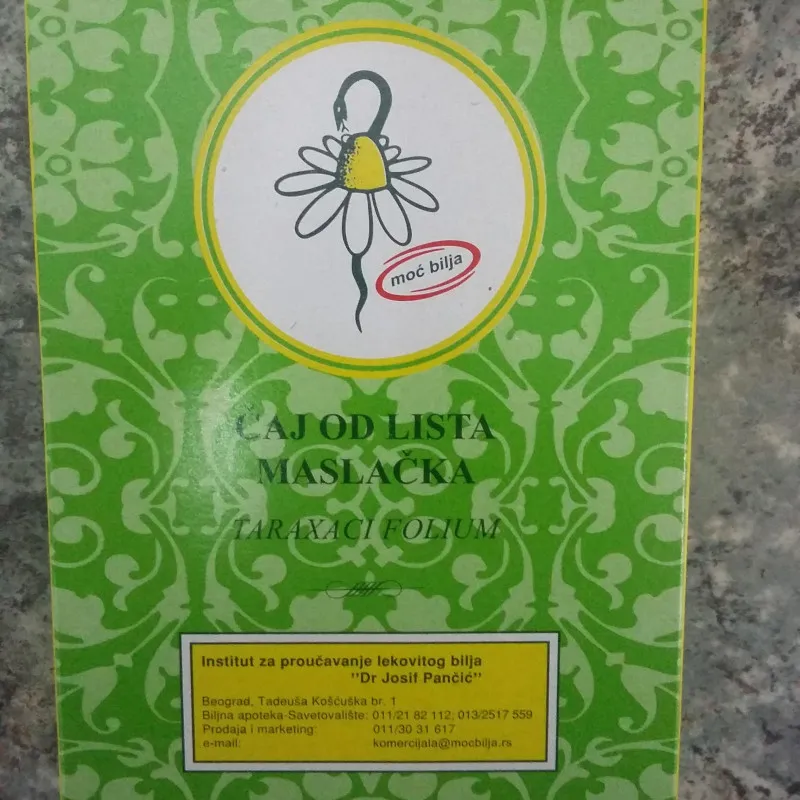 moć bilja
ČAJ OD LISTA
MASLAČKA
TARAXACI FOLIUM
Institut za proučavanje lekovitog bilja
"Dr Josif Pančić"
Beograd, Tadeuša Košćuška br. 1
Biljna apoteka-Savetovalište: 011/21 82 112, 013/2517 559
Prodaja i marketing: 011/30 31 617
e-mail: komercijala@mocbilja.rs